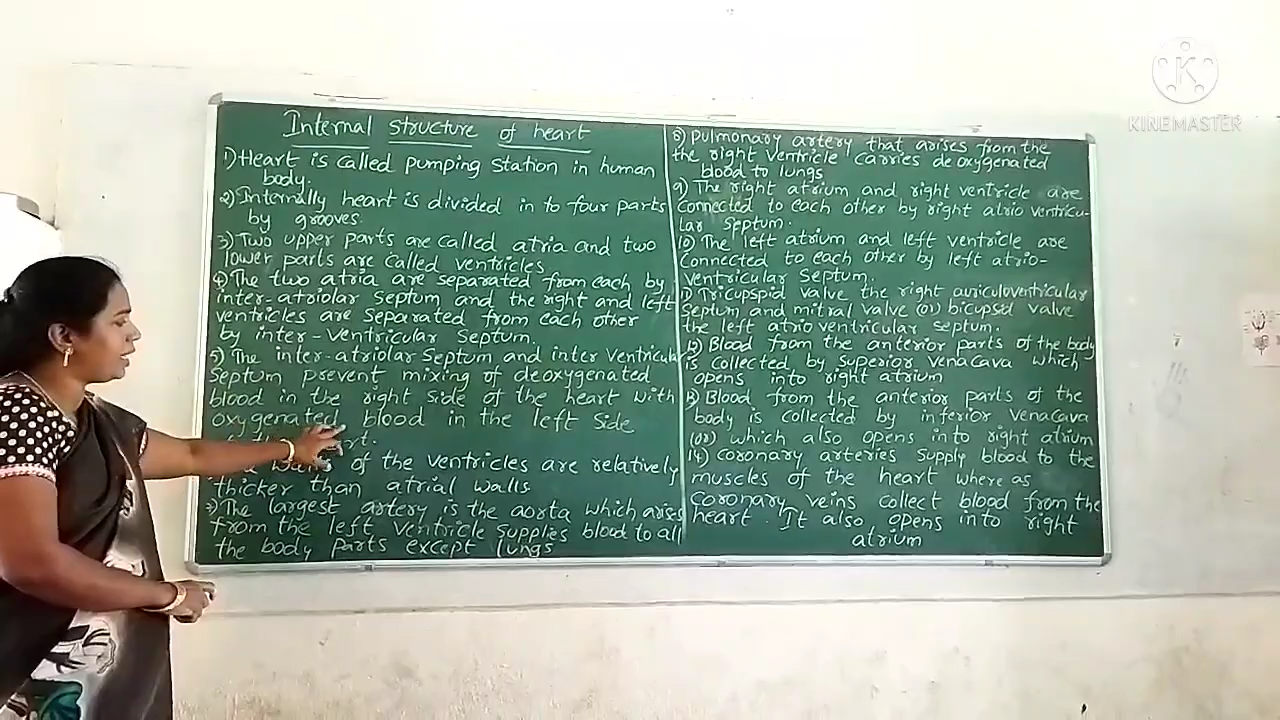 Internal structure of heart
1) Heart is called pumping station in human
body.
2) Internally heart is divided in to four parts
by grooves.
3) Two upper parts are called atria and two
lower parts are called ventricles
4) The two atria are separated from each by
inter-atriolar Septum and the right and left
ventricles are Separated from each other
by inter-ventricular Septum.
5) The inter-atriolar Septum and inter ventricular
Septum prevent mixing of deoxygenated
blood in the right side of the heart with
oxygenated blood in the left side
of the walls of the ventricles are relatively
thicker than atrial walls
7) The largest artery is the aorta which arises
from the left ventricle supplies blood to all
the body parts except lungs
8) Pulmonary artery that arises from the
the right ventricle carries deoxygenated
blood to lungs
9) The right atrium and right ventricle are
connected to each other by right atrio ventricu-
lar septum.
10) The left atrium and left ventricle are
connected to each other by left atrio-
ventricular Septum.
11) Tricupspid valve the right auriculoventricular
Septum and mitral valve (or) bicupsid valve
the left atrio ventricular septum.
12) Blood from the anterior parts of the body
is collected by superior venacava which
opens into right atrium
13) Blood from the anterior parts of the
body is collected by inferior venacava
(or) which also opens into right atrium
14) Coronary arteries supply blood to the
muscles of the heart where as
coronary veins collect blood from the
heart. It also opens into right
atrium
KINEMASTER